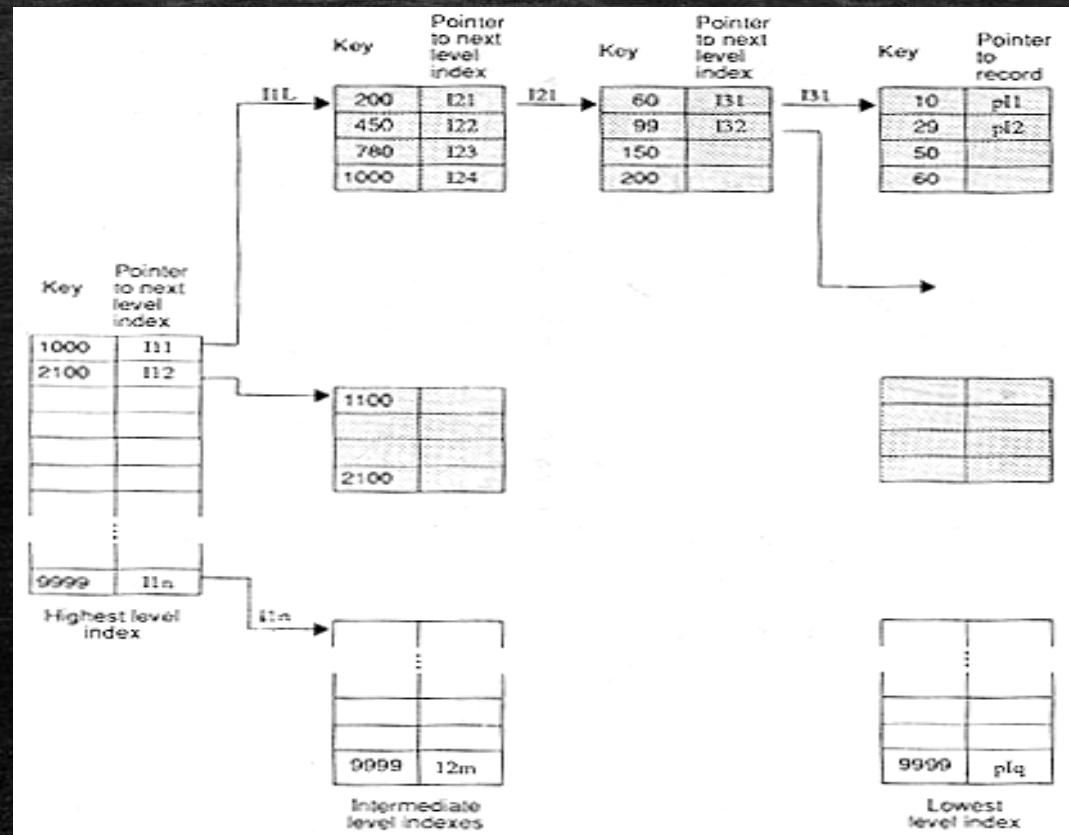 Key
Pointer
to next
level
index
Key
Pointer
to next
level
index
Key
Pointer
to
record
I1L
200 I21
450 I22
780 I23
1000 I24
I21
60 I31
99 I32
150
200
I31
10 pI1
29 pI2
50
60
Key
Pointer
to next
level
index
1000 I11
2100 I12
⋮
9999 I1n
Highest level
index
1100
2100
I1n
⋮
9999 I2m
Intermediate
level indexes
⋮
9999 pIq
Lowest
level index